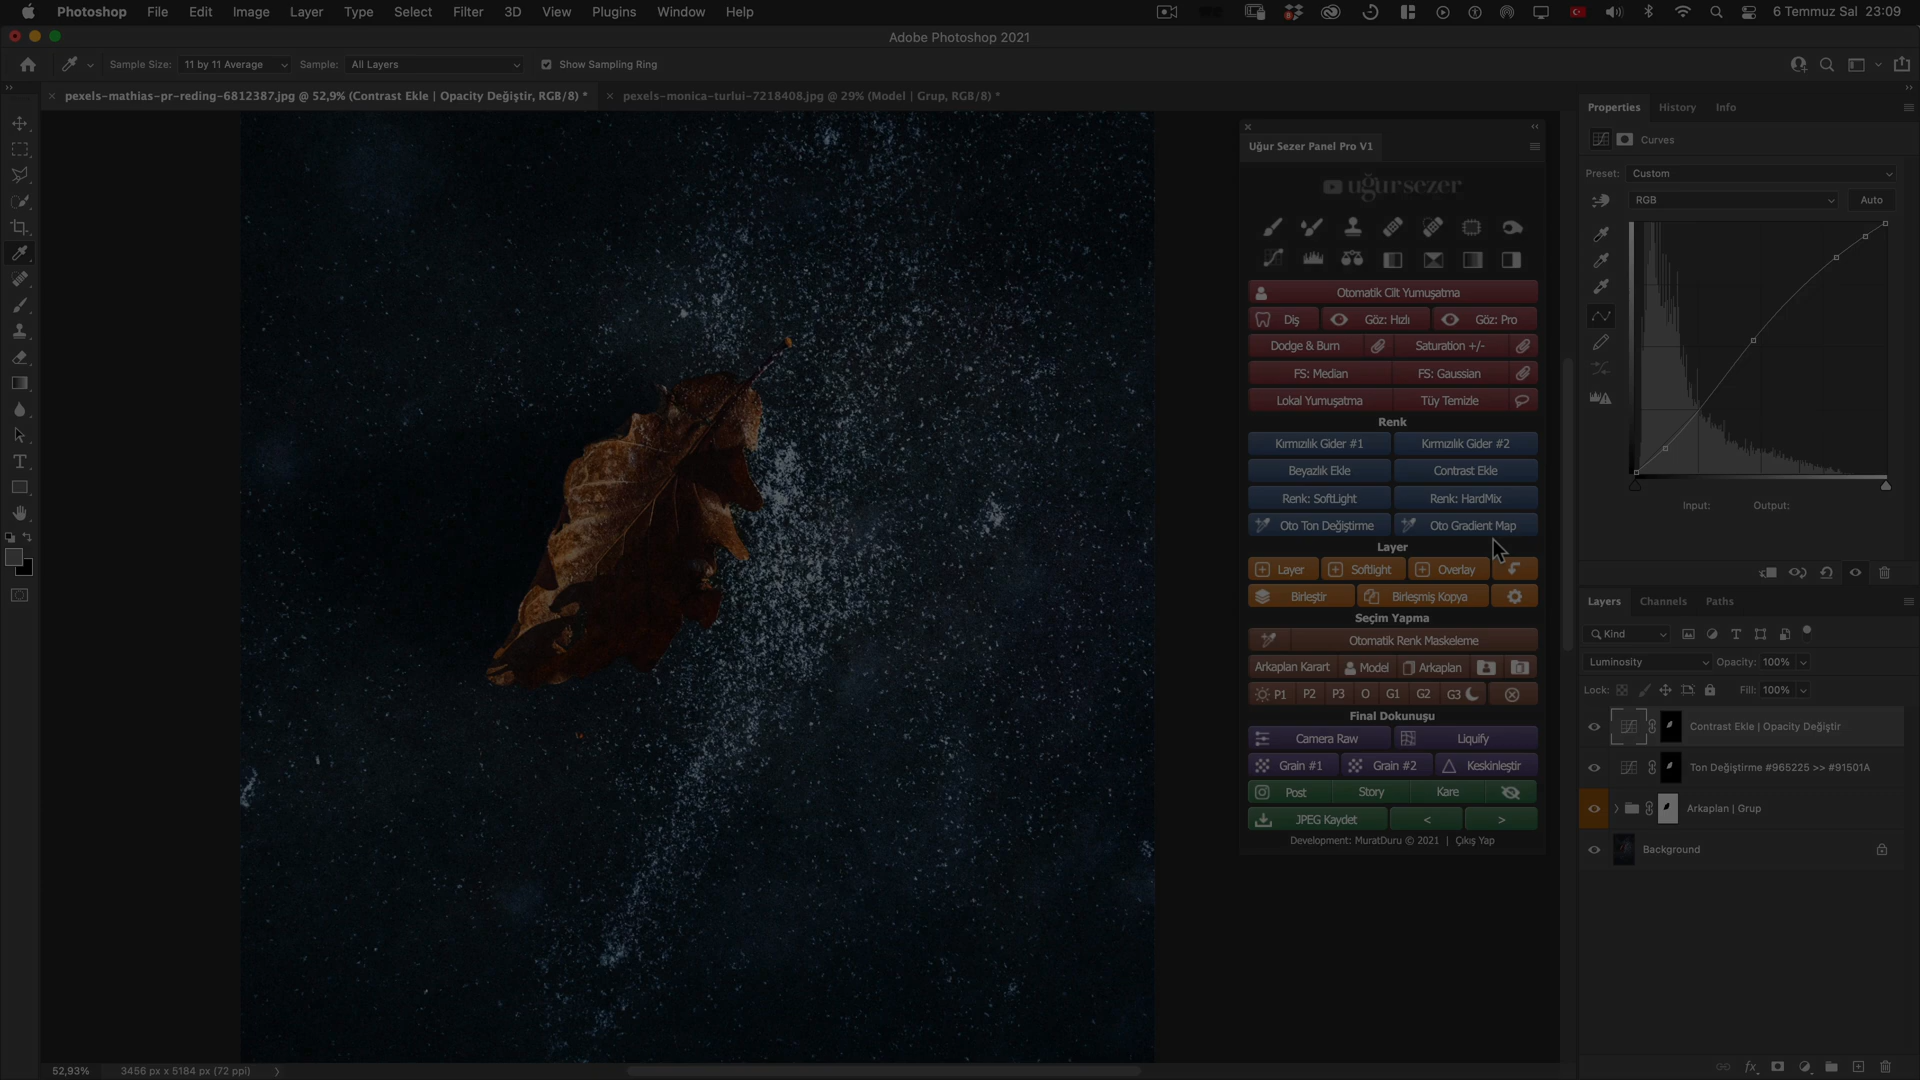 Photoshop File Edit Image Layer Type Select Filter 3D View Plugins Window Help 6 Temmuz Sal 23:09
Adobe Photoshop 2021
Sample Size: 11 by 11 Average Sample: All Layers Show Sampling Ring
pexels-mathias-pr-reding-6812387.jpg @ 52,9% (Contrast Ekle | Opacity Değiştir, RGB/8) *
pexels-monica-turlui-7218408.jpg @ 29% (Model | Grup, RGB/8) *
Uğur Sezer Panel Pro V1
uğursezer
Otomatik Cilt Yumuşatma
Diş Göz: Hızlı Göz: Pro
Dodge & Burn Saturation +/-
FS: Median FS: Gaussian
Lokal Yumuşatma Tüy Temizle
Renk
Kırmızılık Gider #1 Kırmızılık Gider #2
Beyazlık Ekle Contrast Ekle
Renk: SoftLight Renk: HardMix
Oto Ton Değiştirme Oto Gradient Map
Layer
Layer Softlight Overlay
Birleştir Birleşmiş Kopya
Seçim Yapma
Otomatik Renk Maskeleme
Arkaplan Karart Model Arkaplan
P1 P2 P3 O G1 G2 G3
Final Dokunuşu
Camera Raw Liquify
Grain #1 Grain #2 Keskinleştir
Post Story Kare
JPEG Kaydet < >
Development: MuratDuru © 2021 | Çıkış Yap
Properties History Info
Curves
Preset: Custom
RGB Auto
Input: Output:
Layers Channels Paths
Kind
Luminosity Opacity: 100%
Lock: Fill: 100%
Contrast Ekle | Opacity Değiştir
Ton Değiştirme #965225 >> #91501A
Arkaplan | Grup
Background
52,93% 3456 px x 5184 px (72 ppi)